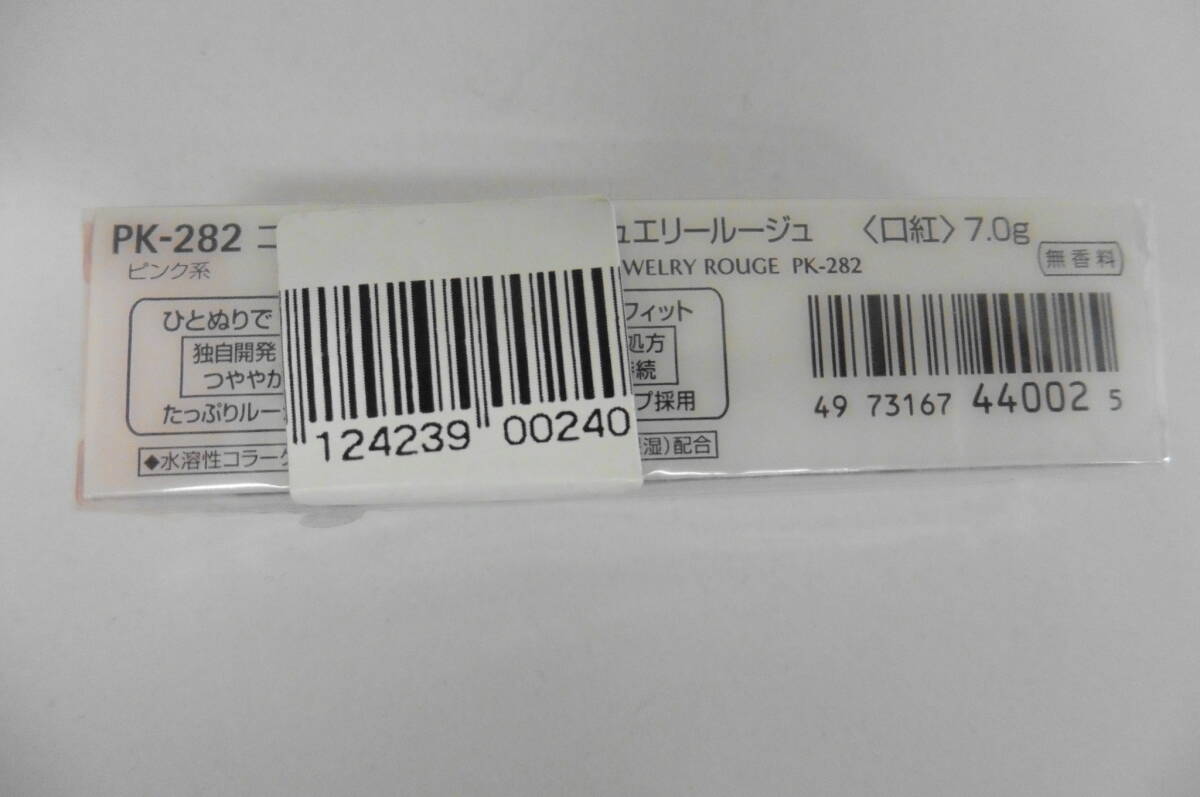 PK-282 コ ュエリールージュ 〈口紅〉7.0g
ピンク系 WELRY ROUGE PK-282 無香料
ひとぬりで フィット
独自開発 処方
つややか 続
たっぷりルー プ採用
◆水溶性コラーゲ 湿)配合
124239 00240
49 73167 44002 5